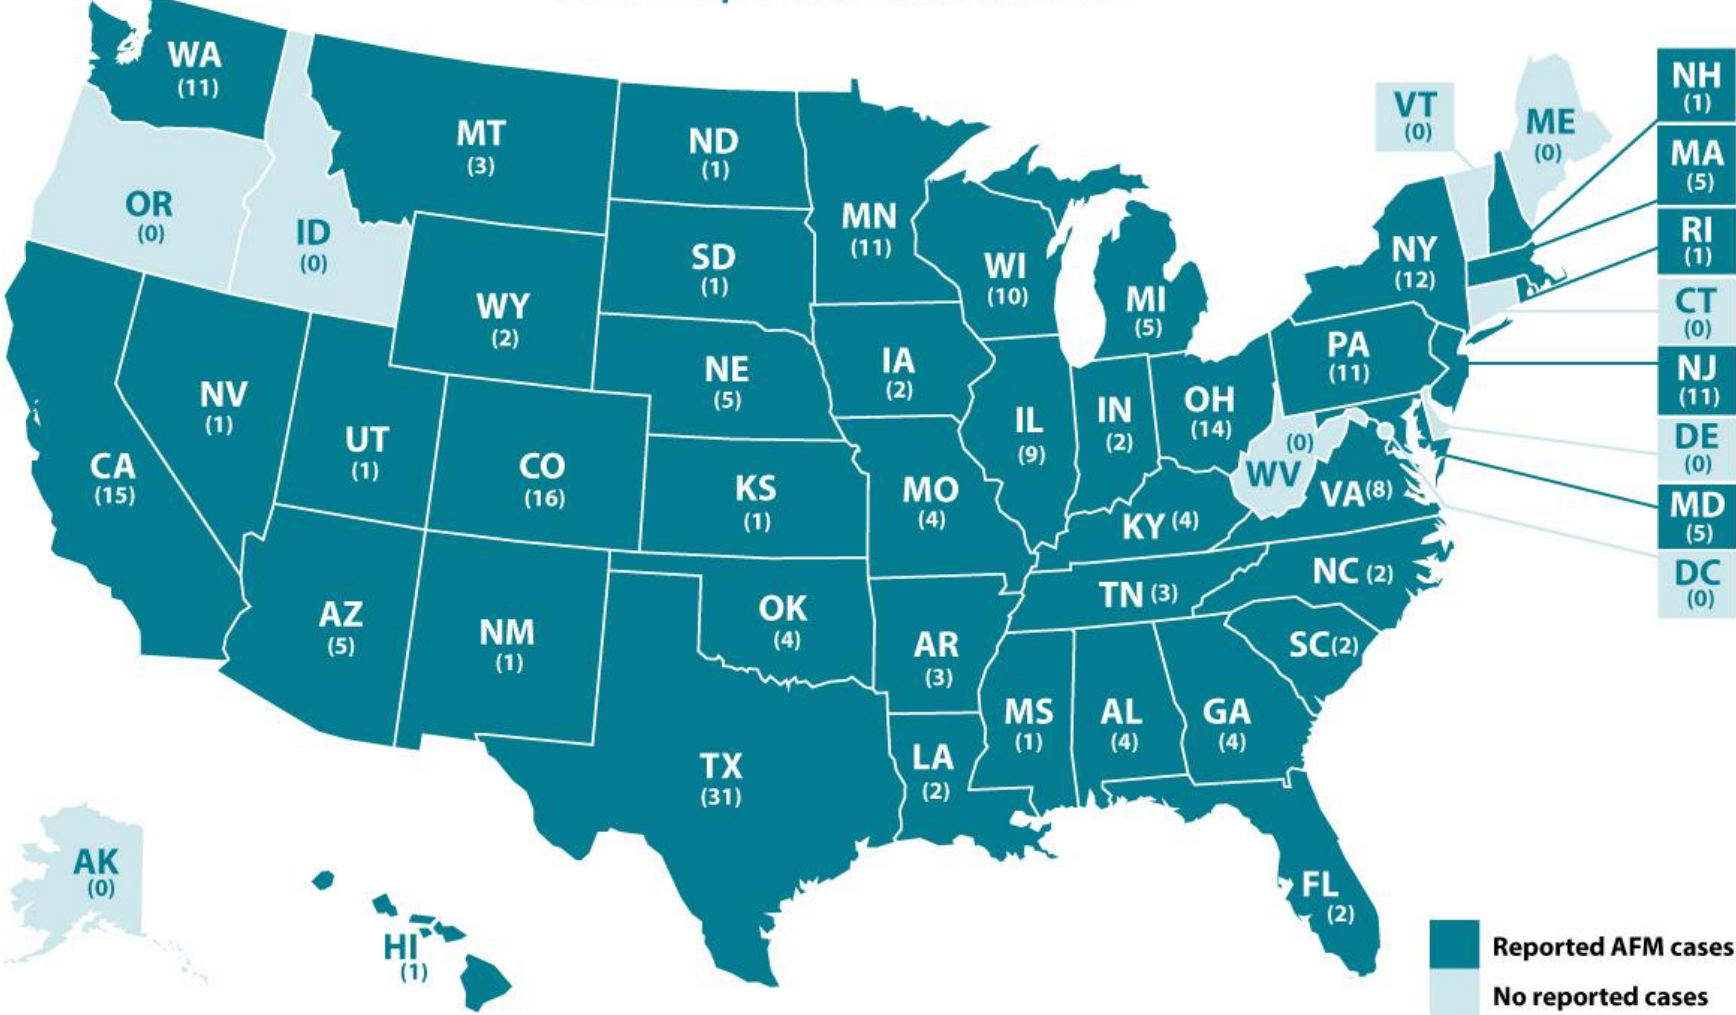 WA
(11)
MT
(3)
ND
(1)
MN
(11)
OR
(0)
ID
(0)
WY
(2)
SD
(1)
WI
(10)
MI
(5)
NY
(12)
VT
(0)
ME
(0)
NH
(1)
MA
(5)
RI
(1)
CT
(0)
NJ
(11)
DE
(0)
MD
(5)
DC
(0)
CA
(15)
NV
(1)
UT
(1)
CO
(16)
NE
(5)
KS
(1)
IA
(2)
MO
(4)
IL
(9)
IN
(2)
OH
(14)
PA
(11)
(0)
WV
VA(8)
KY (4)
TN (3)
NC (2)
SC(2)
AZ
(5)
NM
(1)
OK
(4)
AR
(3)
TX
(31)
LA
(2)
MS
(1)
AL
(4)
GA
(4)
FL
(2)
AK
(0)
HI
(1)
Reported AFM cases
No reported cases